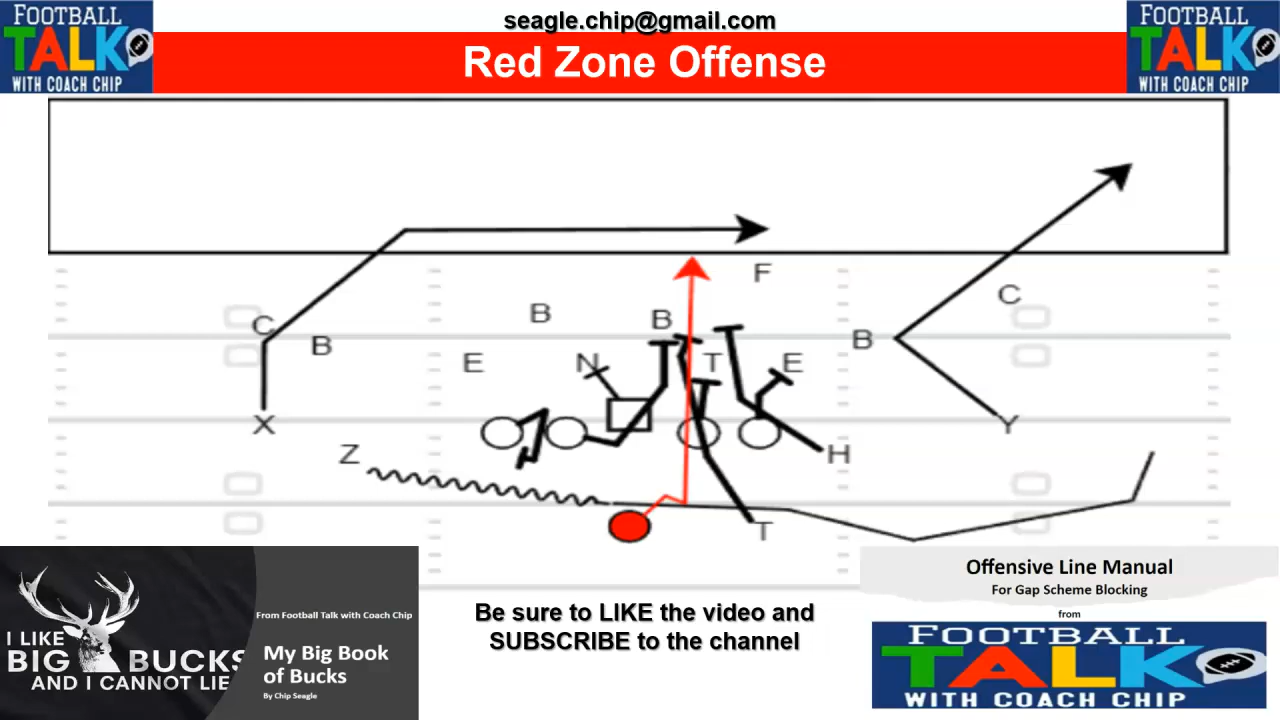 seagle.chip@gmail.com
FOOTBALL
TALK
WITH COACH CHIP
Red Zone Offense
FOOTBALL
TALK
WITH COACH CHIP
F
C
B
B
C
B
B
E
N
T
E
X
Y
Z
H
T
I LIKE
BIG BUCKS
AND I CANNOT LIE
From Football Talk with Coach Chip
My Big Book
of Bucks
By Chip Seagle
Be sure to LIKE the video and
SUBSCRIBE to the channel
Offensive Line Manual
For Gap Scheme Blocking
from
FOOTBALL
TALK
WITH COACH CHIP